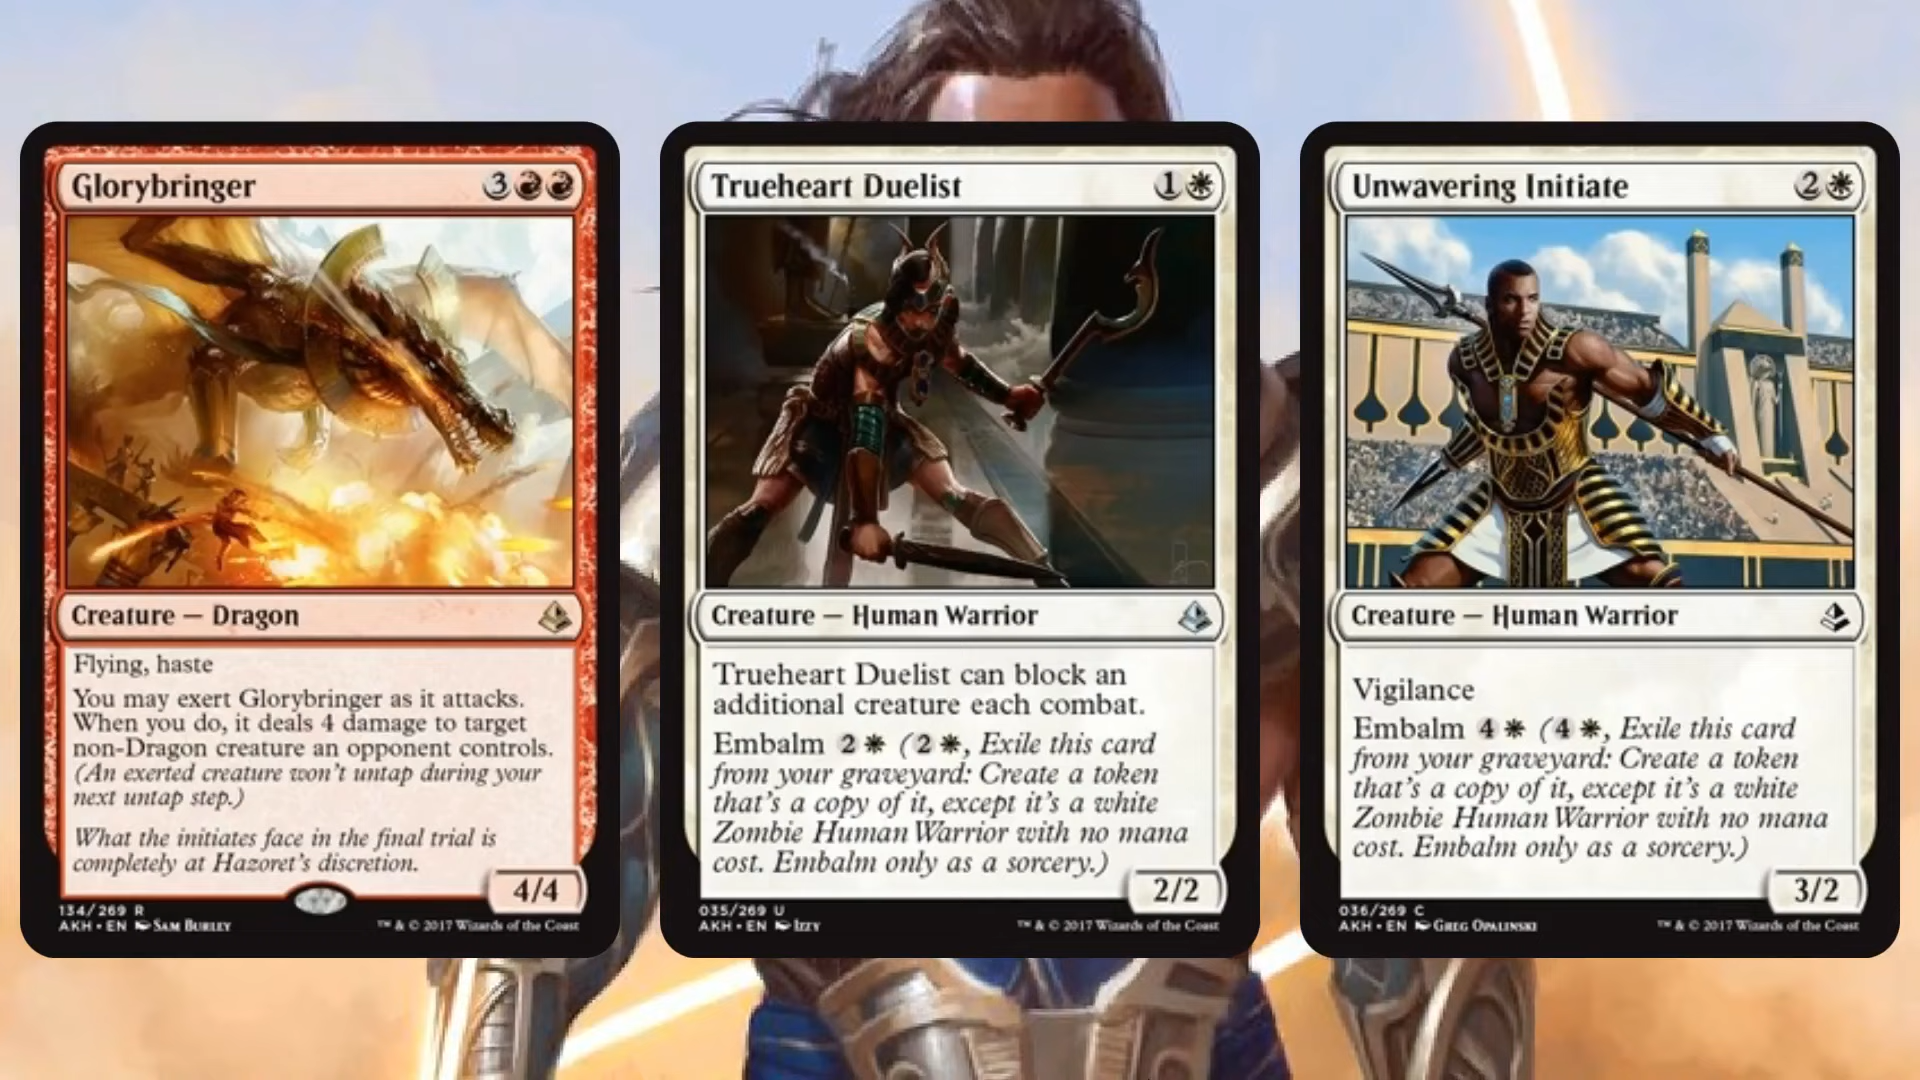 Glorybringer 3
Creature — Dragon
Flying, haste
You may exert Glorybringer as it attacks.
When you do, it deals 4 damage to target
non-Dragon creature an opponent controls.
(An exerted creature won't untap during your
next untap step.)
What the initiates face in the final trial is
completely at Hazoret's discretion.
4/4
134/269 R
AKH • EN Sam Burley
™ & © 2017 Wizards of the Coast
Trueheart Duelist 1
Creature — Human Warrior
Trueheart Duelist can block an
additional creature each combat.
Embalm 2 (2, Exile this card
from your graveyard: Create a token
that's a copy of it, except it's a white
Zombie Human Warrior with no mana
cost. Embalm only as a sorcery.)
2/2
035/269 U
AKH • EN Izzy
™ & © 2017 Wizards of the Coast
Unwavering Initiate 2
Creature — Human Warrior
Vigilance
Embalm 4 (4, Exile this card
from your graveyard: Create a token
that's a copy of it, except it's a white
Zombie Human Warrior with no mana
cost. Embalm only as a sorcery.)
3/2
036/269 C
AKH • EN Greg Opalinski
™ & © 2017 Wizards of the Coast